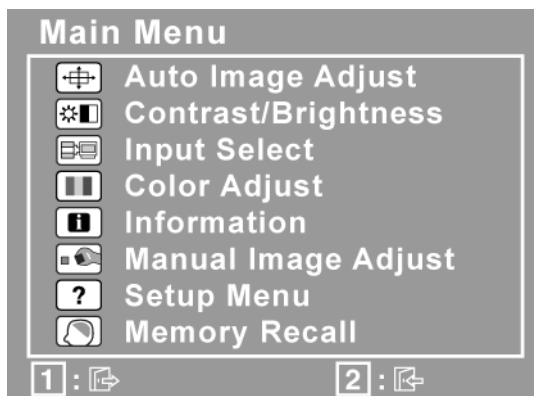 Main Menu
Auto Image Adjust
Contrast/Brightness
Input Select
Color Adjust
i Information
Manual Image Adjust
? Setup Menu
Memory Recall
1 : 2 :